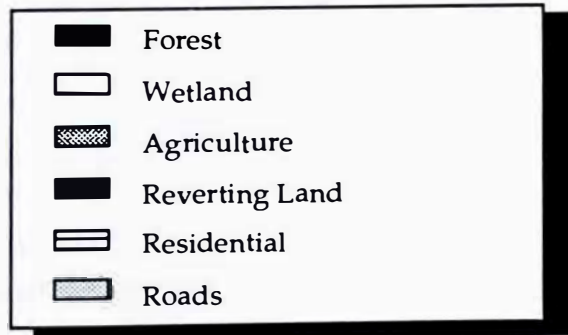 Forest
Wetland
Agriculture
Reverting Land
Residential
Roads